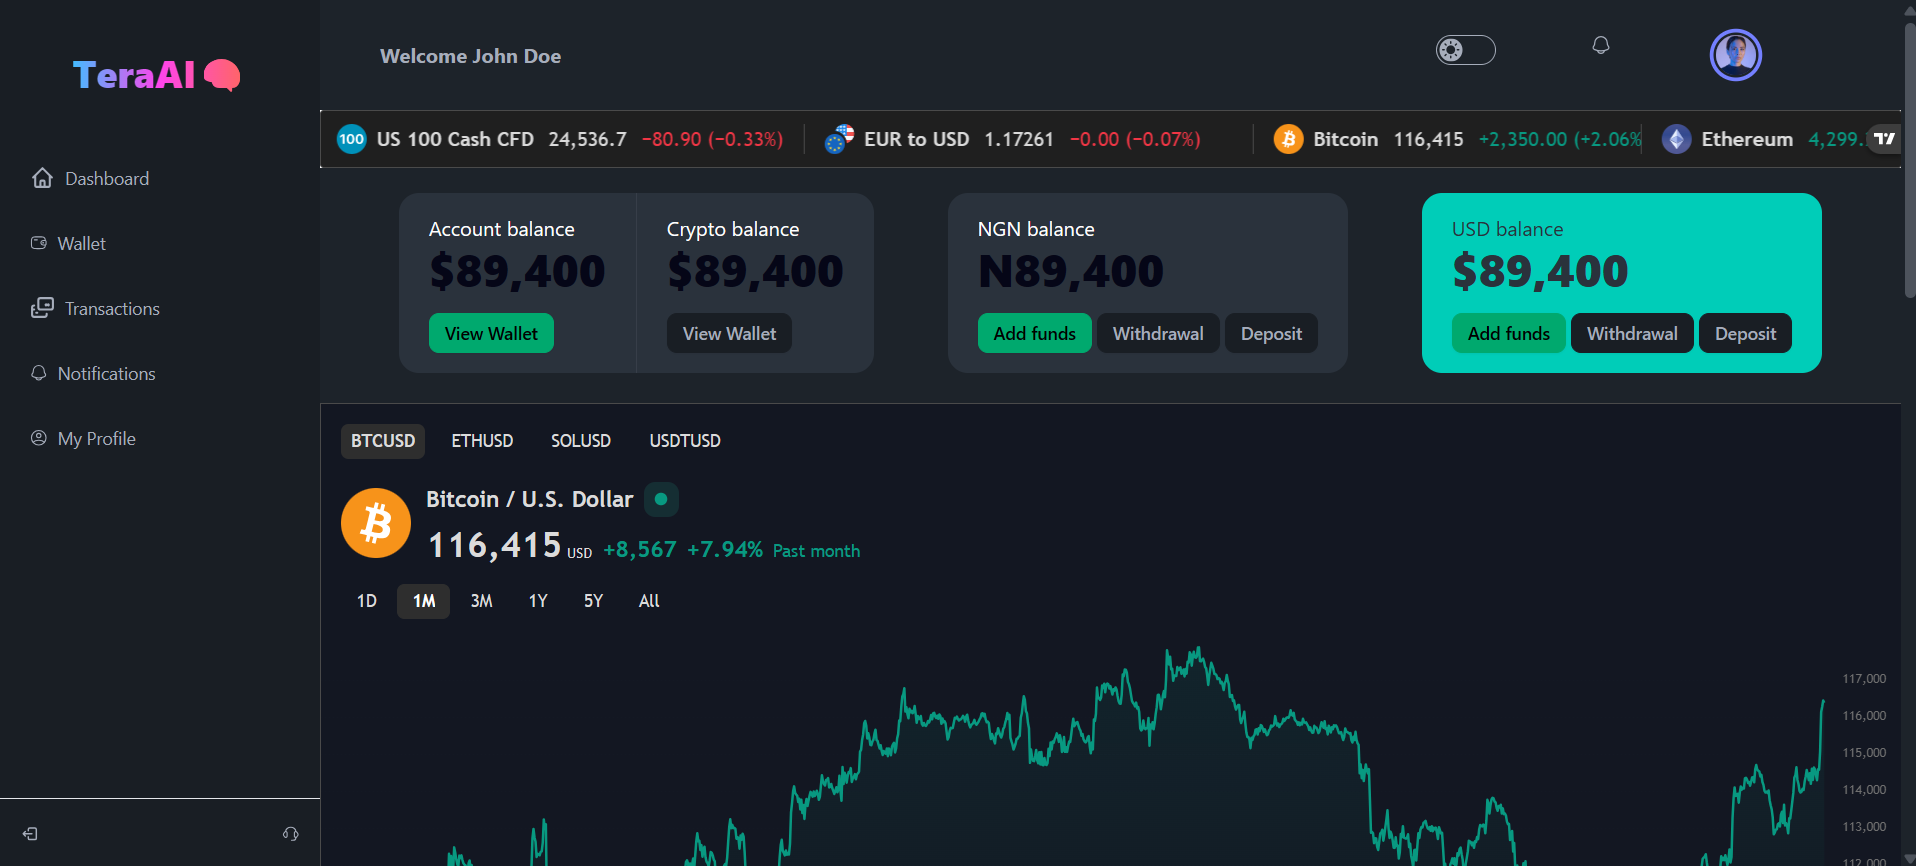 TeraAI
Dashboard
Wallet
Transactions
Notifications
My Profile
Welcome John Doe
100 US 100 Cash CFD 24,536.7 −80.90 (−0.33%) EUR to USD 1.17261 −0.00 (−0.07%) Bitcoin 116,415 +2,350.00 (+2.06% Ethereum 4,299.
Account balance
$89,400
View Wallet
Crypto balance
$89,400
View Wallet
NGN balance
N89,400
Add funds Withdrawal Deposit
USD balance
$89,400
Add funds Withdrawal Deposit
BTCUSD ETHUSD SOLUSD USDTUSD
Bitcoin / U.S. Dollar
116,415 USD +8,567 +7.94% Past month
1D 1M 3M 1Y 5Y All
117,000
116,000
115,000
114,000
113,000
112,000